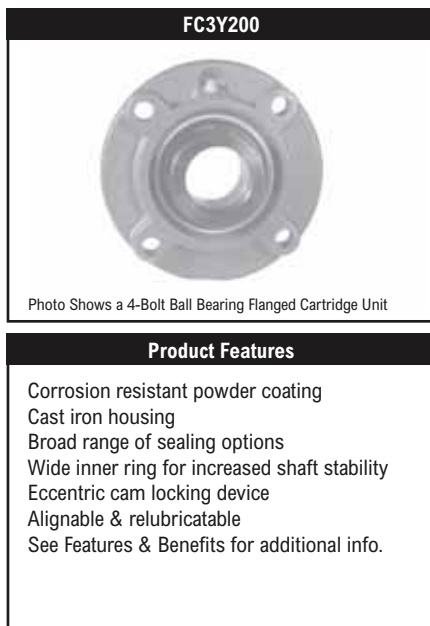 FC3Y200
Photo Shows a 4-Bolt Ball Bearing Flanged Cartridge Unit
Product Features
Corrosion resistant powder coating
Cast iron housing
Broad range of sealing options
Wide inner ring for increased shaft stability
Eccentric cam locking device
Alignable & relubricatable
See Features & Benefits for additional info.